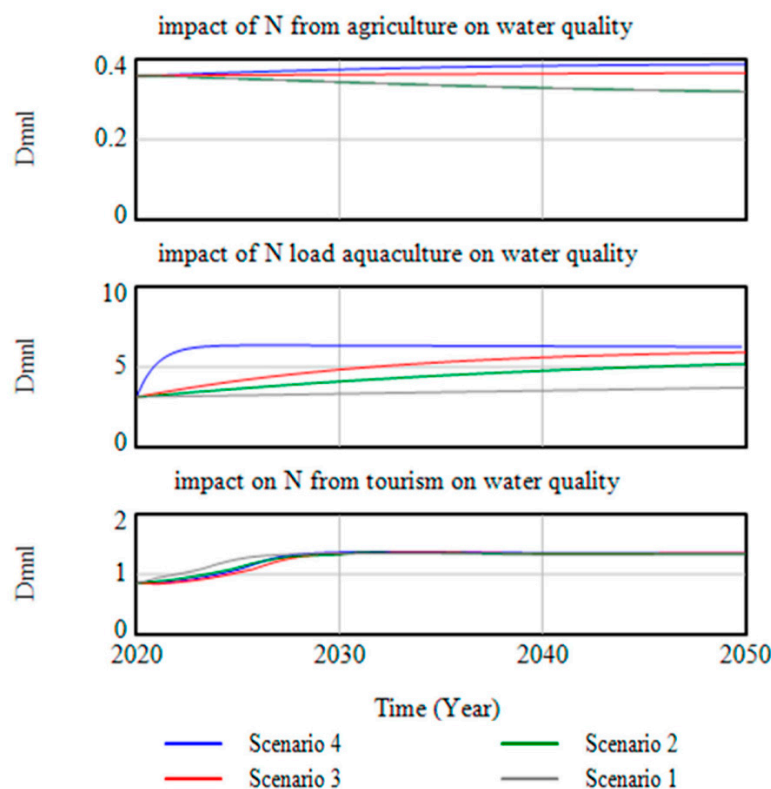 impact of N from agriculture on water quality
0.4
Dmnl
0.2
0
impact of N load aquaculture on water quality
10
Dmnl
5
0
impact on N from tourism on water quality
2
Dmnl
1
0
2020 2030 2040 2050
Time (Year)
Scenario 4 Scenario 2
Scenario 3 Scenario 1